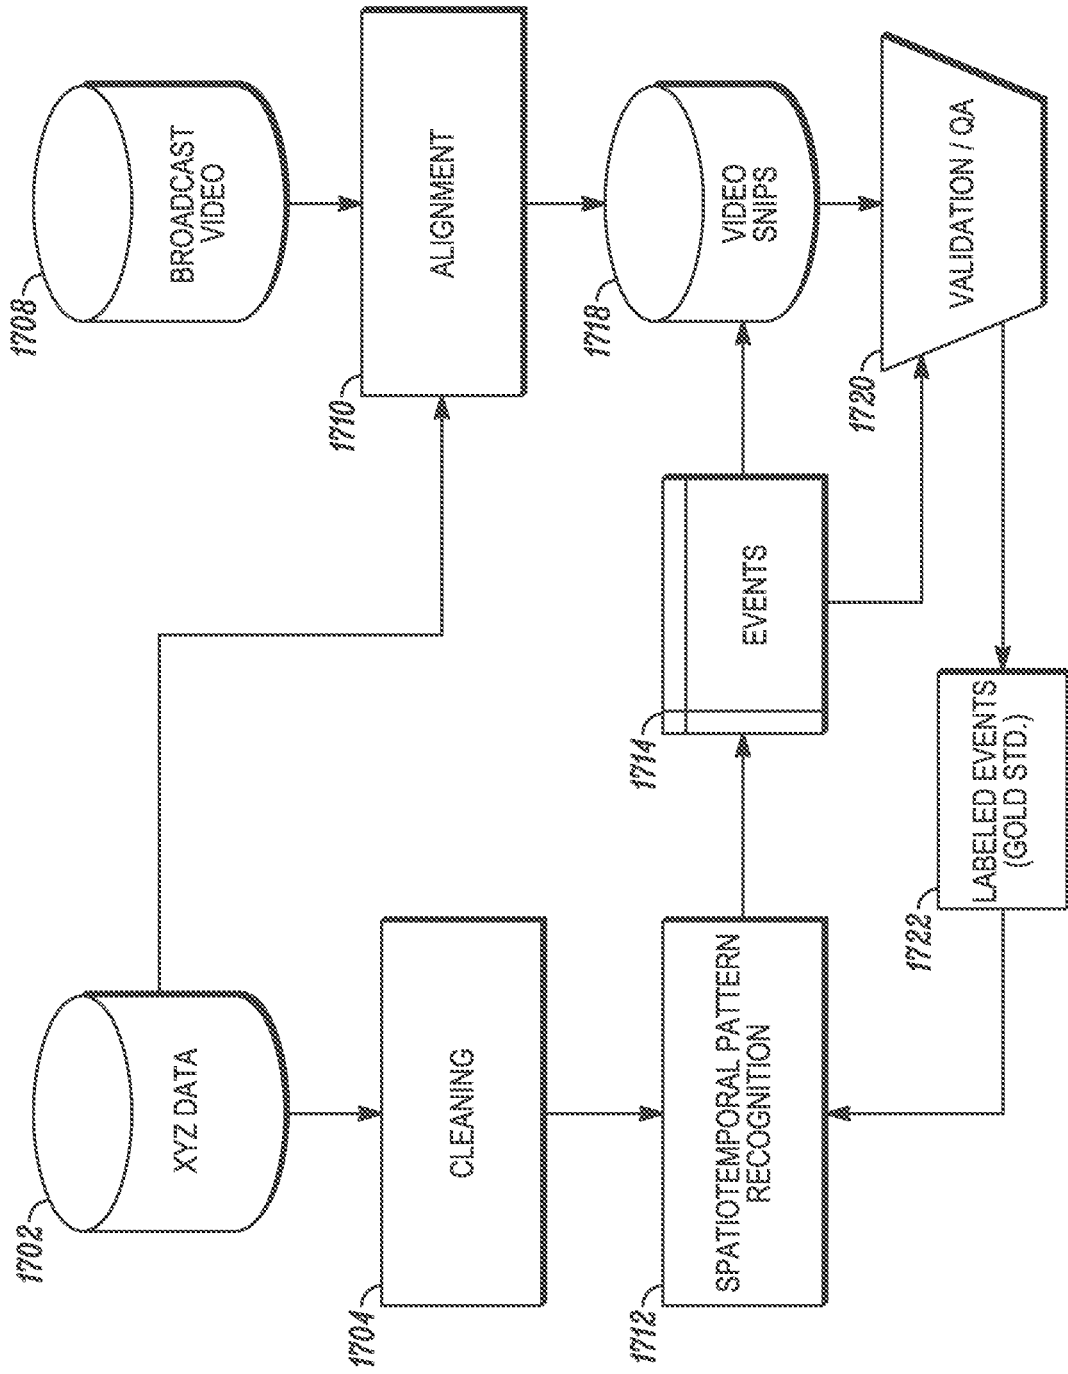 1702
XYZ DATA
1708
BROADCAST
VIDEO
1704
CLEANING
1710
ALIGNMENT
1712
SPATIOTEMPORAL PATTERN
RECOGNITION
1714
EVENTS
1718
VIDEO
SNIPS
1722
LABELED EVENTS
(GOLD STD.)
1720
VALIDATION / QA